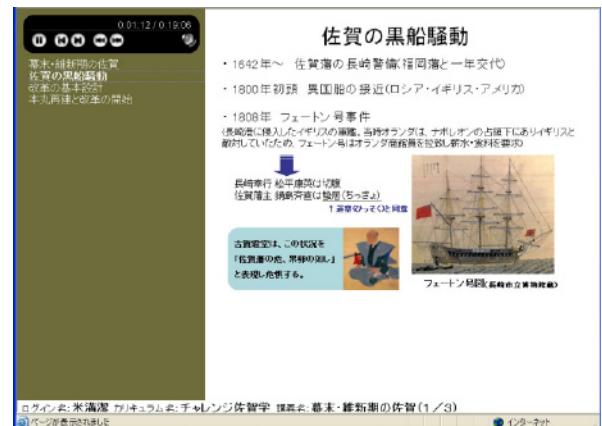 0:01:12 / 0:19:06
幕末・維新期の佐賀
佐賀の黒船騒動
改革の基本設計
本丸再建と改革の開始
佐賀の黒船騒動
・1642年～ 佐賀藩の長崎警備(福岡藩と一年交代)
・1800年初頭 異国船の接近(ロシア・イギリス・アメリカ)
・1808年 フェートン号事件
(長崎港に侵入したイギリスの軍艦。当時オランダは、ナポレオンの占領下にありイギリスと
敵対していたため、フェートン号はオランダ商館員を拉致し薪水・食料を要求)
長崎奉行 松平康英は切腹
佐賀藩主 鍋島斉直は蟄居(ちっきょ)
↑逼塞(ひっそく)と同意
古賀穀堂は、この状況を
「佐賀藩の危、累卵の如し」
と表現し危惧する。
フェートン号図(長崎市立博物館蔵)
ログイン名:米満潔 カリキュラム名:チャレンジ佐賀学 講義名:幕末・維新期の佐賀(1/3)
ページが表示されました
インターネット